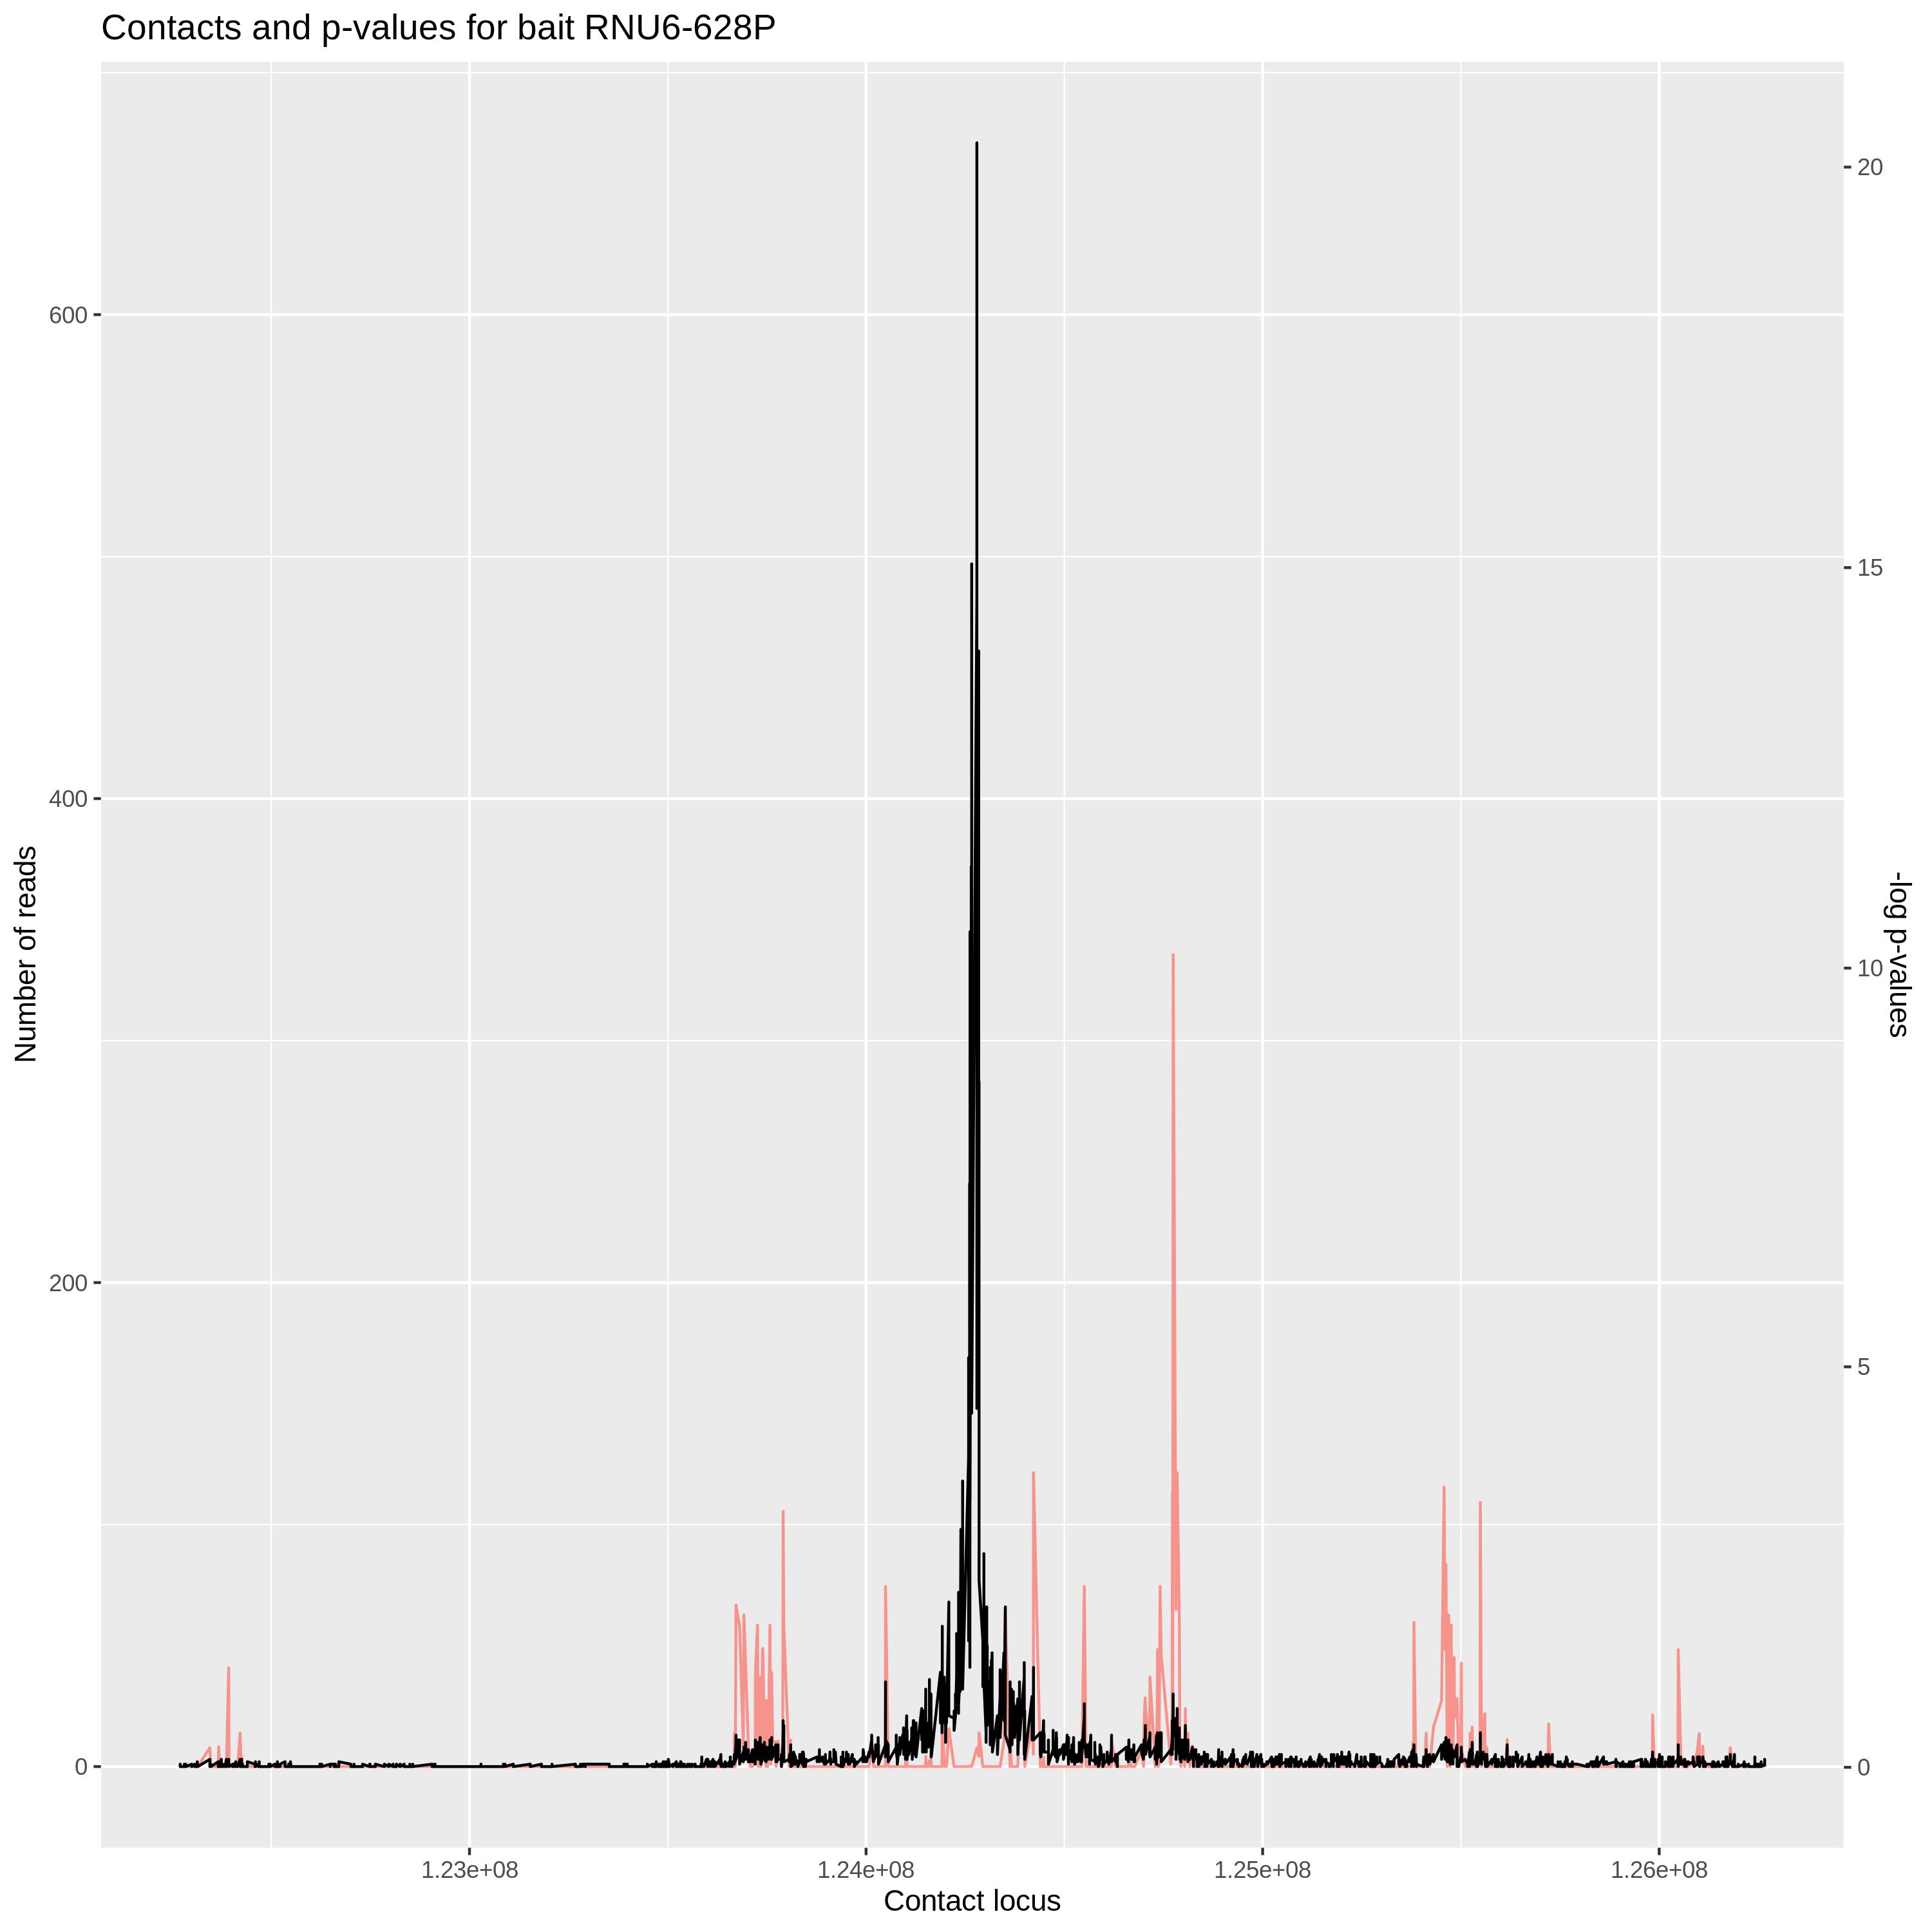 Contacts and p-values for bait RNU6-628P
600
400
200
0
Number of reads
20
15
10
5
0
-log p-values
1.23e+08
1.24e+08
1.25e+08
1.26e+08
Contact locus